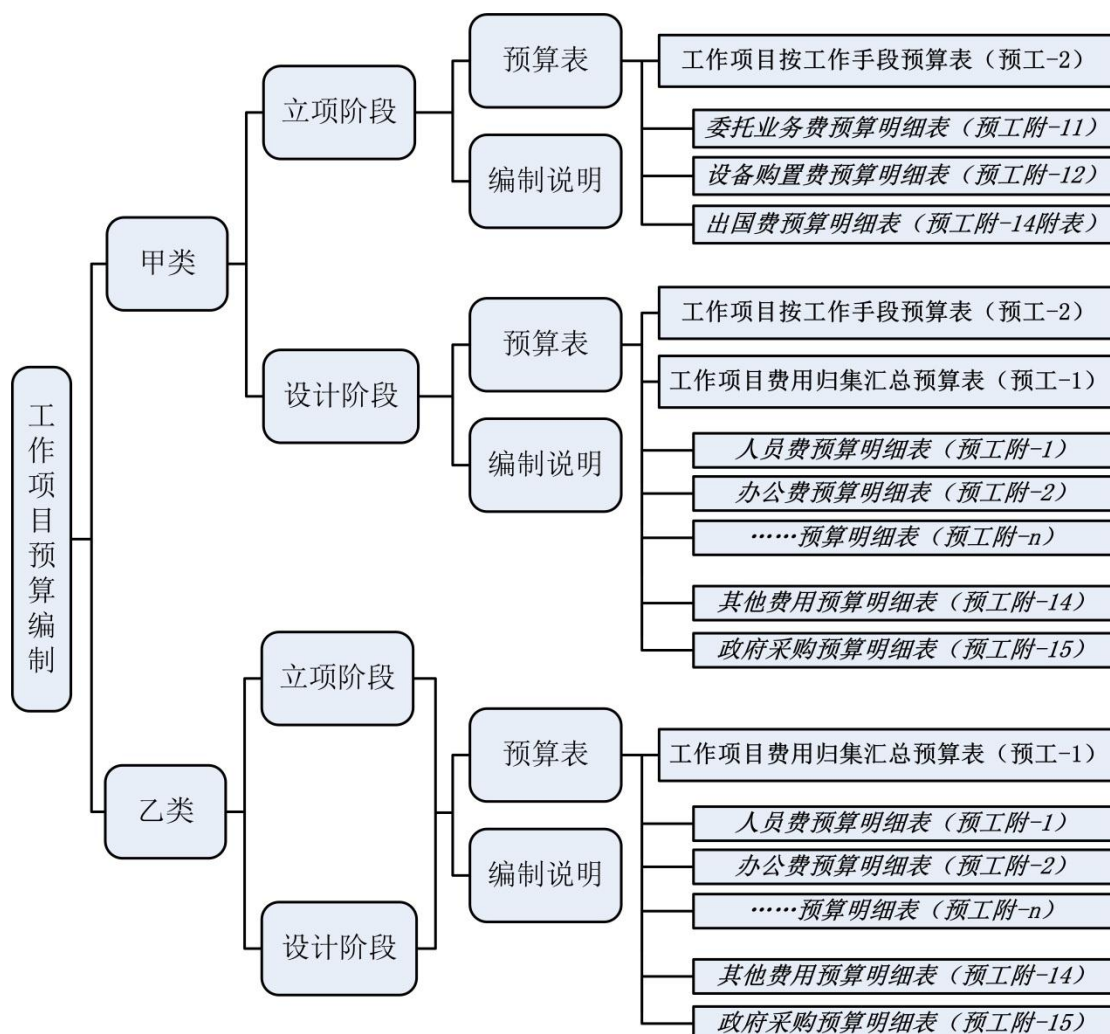 工作项目预算编制
甲类
立项阶段
预算表
工作项目按工作手段预算表（预工-2）
委托业务费预算明细表（预工附-11）
设备购置费预算明细表（预工附-12）
出国费预算明细表（预工附-14附表）
编制说明
设计阶段
预算表
工作项目按工作手段预算表（预工-2）
工作项目费用归集汇总预算表（预工-1）
人员费预算明细表（预工附-1）
办公费预算明细表（预工附-2）
……预算明细表（预工附-n）
其他费用预算明细表（预工附-14）
政府采购预算明细表（预工附-15）
编制说明
乙类
立项阶段
设计阶段
预算表
工作项目费用归集汇总预算表（预工-1）
人员费预算明细表（预工附-1）
办公费预算明细表（预工附-2）
……预算明细表（预工附-n）
其他费用预算明细表（预工附-14）
政府采购预算明细表（预工附-15）
编制说明